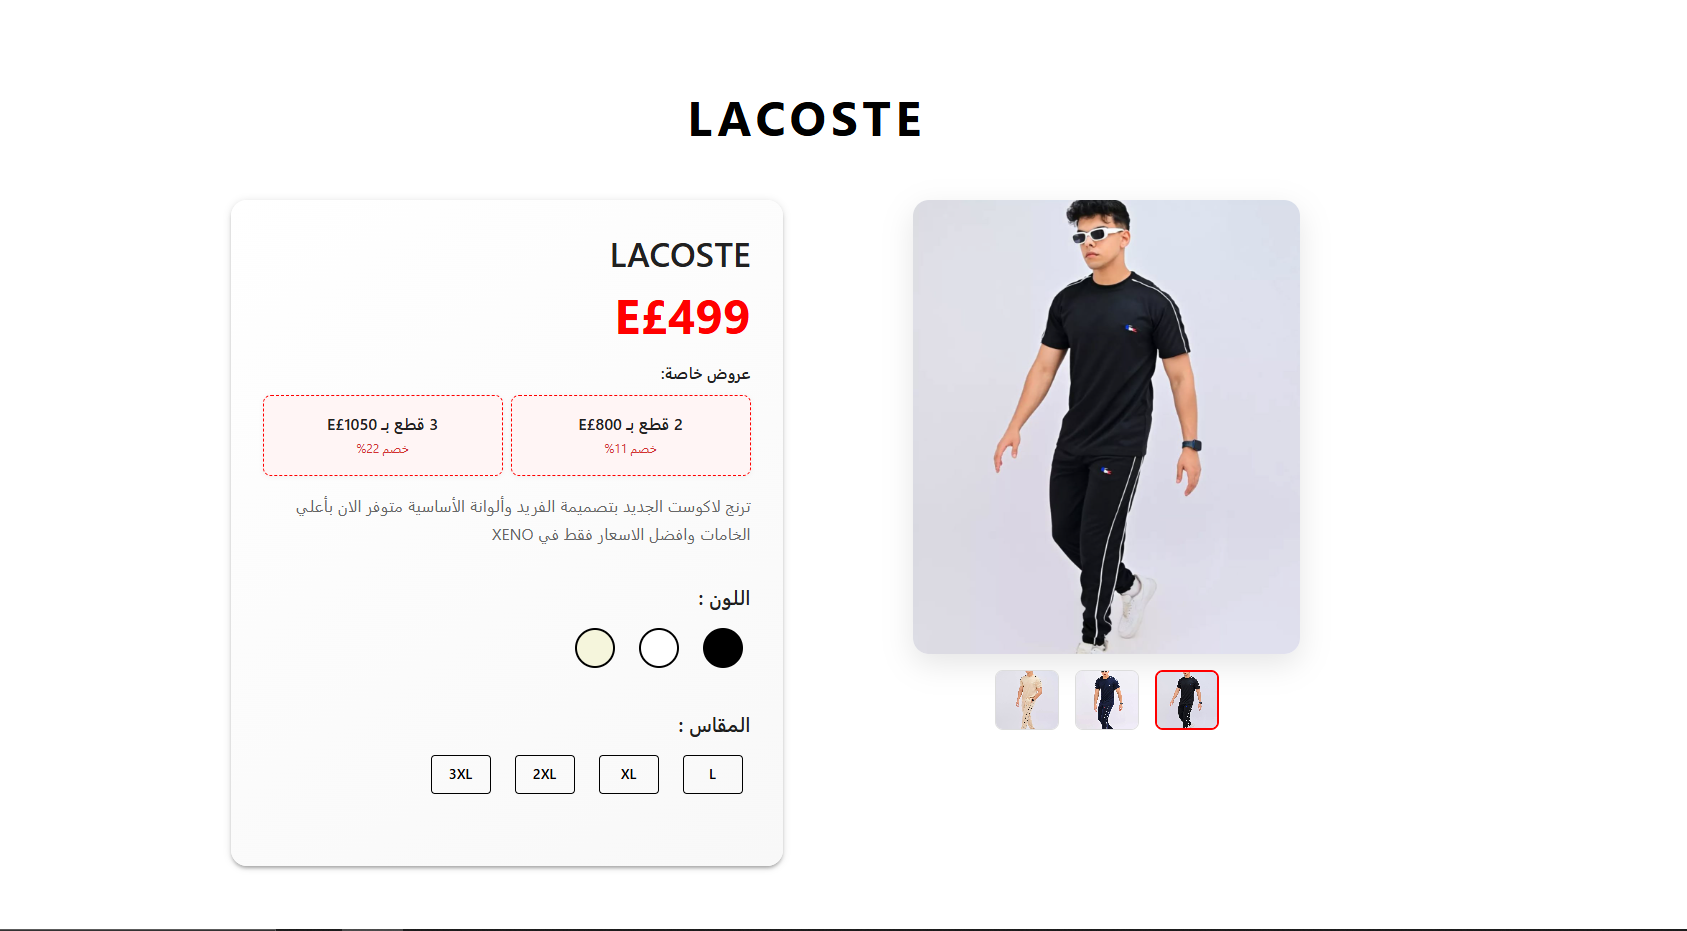 LACOSTE
LACOSTE
E£499
عروض خاصة:
2 قطع بـ E£800
خصم 11%
3 قطع بـ E£1050
خصم 22%
ترنج لاكوست الجديد بتصميمة الفريد وألوانة الأساسية متوفر الان بأعلي
الخامات وافضل الاسعار فقط في XENO
اللون :
المقاس :
L
XL
2XL
3XL